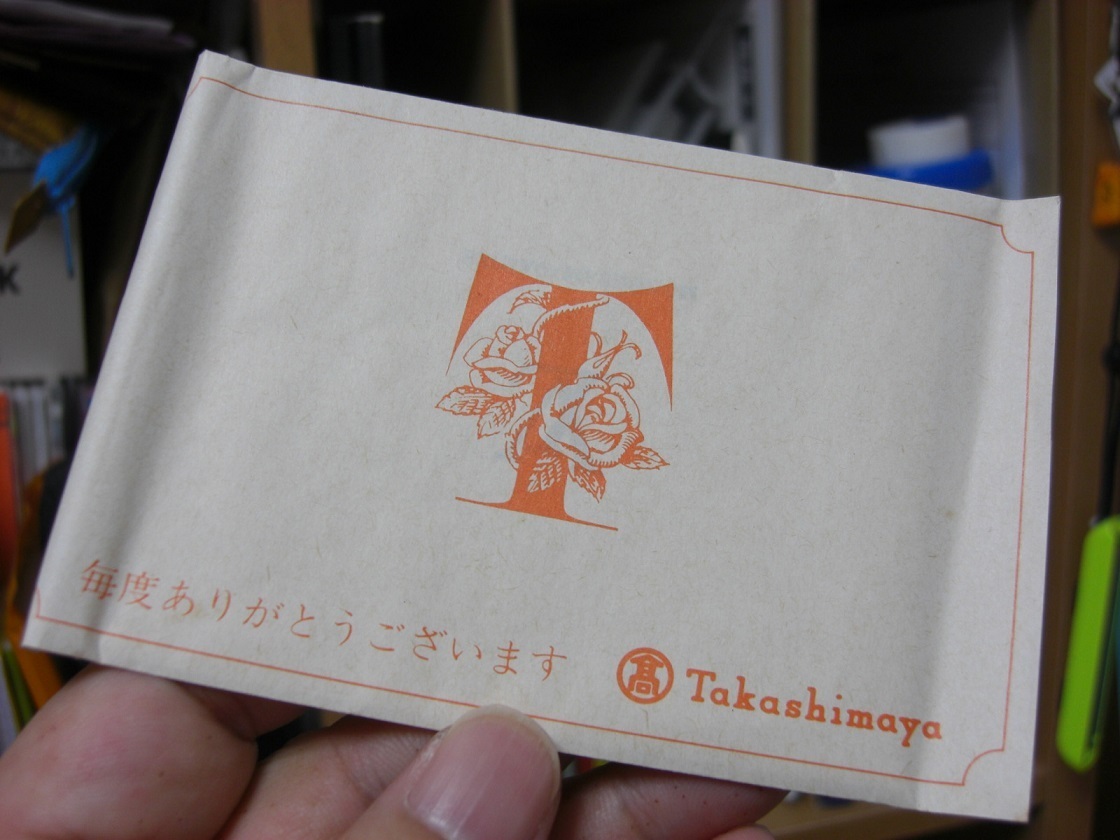 T
毎度ありがとうございます
髙 Takashimaya
K